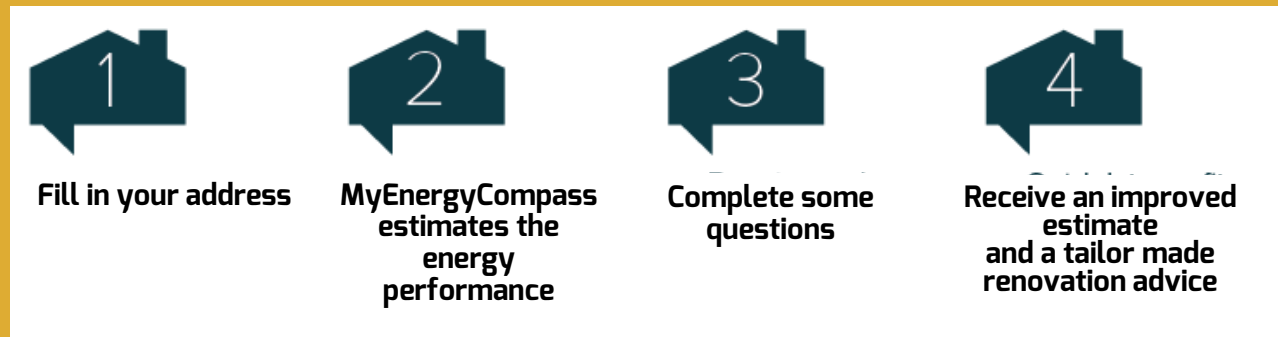 1
Fill in your address
2
MyEnergyCompass
estimates the
energy
performance
3
Complete some
questions
4
Receive an improved
estimate
and a tailor made
renovation advice